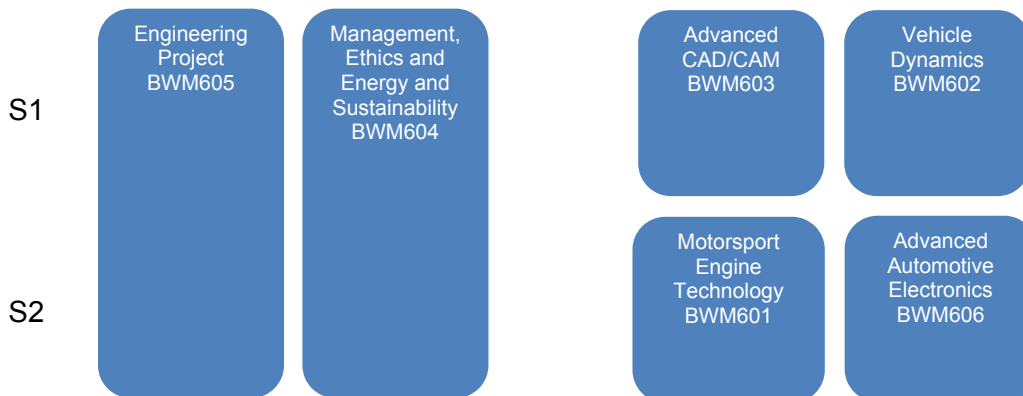 S1
Engineering
Project
BWM605
Management,
Ethics and
Energy and
Sustainability
BWM604
Advanced
CAD/CAM
BWM603
Vehicle
Dynamics
BWM602
S2
Motorsport
Engine
Technology
BWM601
Advanced
Automotive
Electronics
BWM606